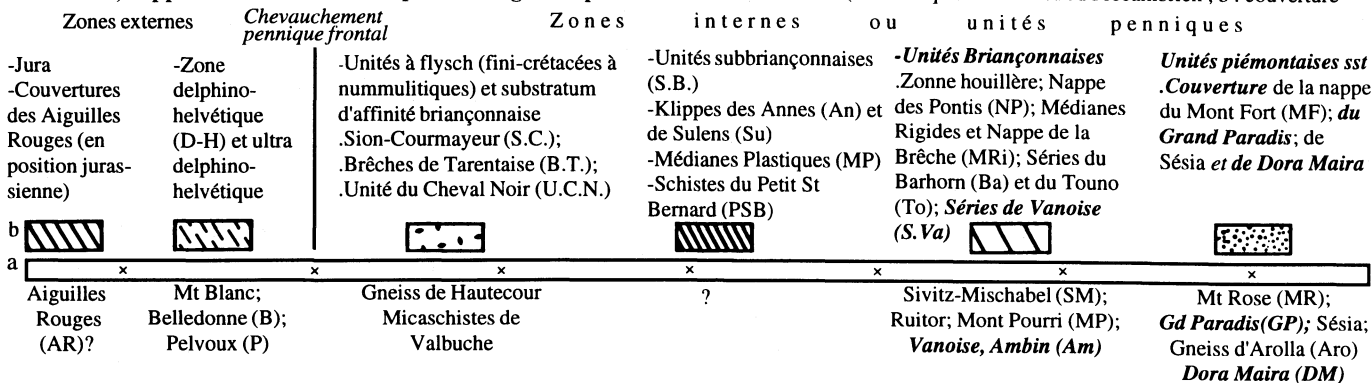 b : couverture
Zones externes
Chevauchement
pennique frontal
Zones internes ou unités penniques
-Jura
-Couvertures
des Aiguilles
Rouges (en
position juras-
sienne)
-Zone
delphino-
helvétique
(D-H) et ultra
delphino-
helvétique
-Unités à flysch (fini-crétacées à
nummulitiques) et substratum
d'affinité briançonnaise
.Sion-Courmayeur (S.C.);
.Brêches de Tarentaise (B.T.);
.Unité du Cheval Noir (U.C.N.)
-Unités subbriançonnaises
(S.B.)
-Klippes des Annes (An) et
de Sulens (Su)
-Médianes Plastiques (MP)
-Schistes du Petit St
Bernard (PSB)
-Unités Briançonnaises
.Zonne houillère; Nappe
des Pontis (NP); Médianes
Rigides et Nappe de la
Brêche (MRi); Séries du
Barhorn (Ba) et du Touno
(To); Séries de Vanoise
(S.Va)
Unités piémontaises sst
.Couverture de la nappe
du Mont Fort (MF); du
Grand Paradis; de
Sésia et de Dora Maira
b
a
Aiguilles
Rouges
(AR)?
Mt Blanc;
Belledonne (B);
Pelvoux (P)
Gneiss de Hautecour
Micaschistes de
Valbuche
?
Sivitz-Mischabel (SM);
Ruitor; Mont Pourri (MP);
Vanoise, Ambin (Am)
Mt Rose (MR);
Gd Paradis(GP); Sésia;
Gneiss d'Arolla (Aro)
Dora Maira (DM)